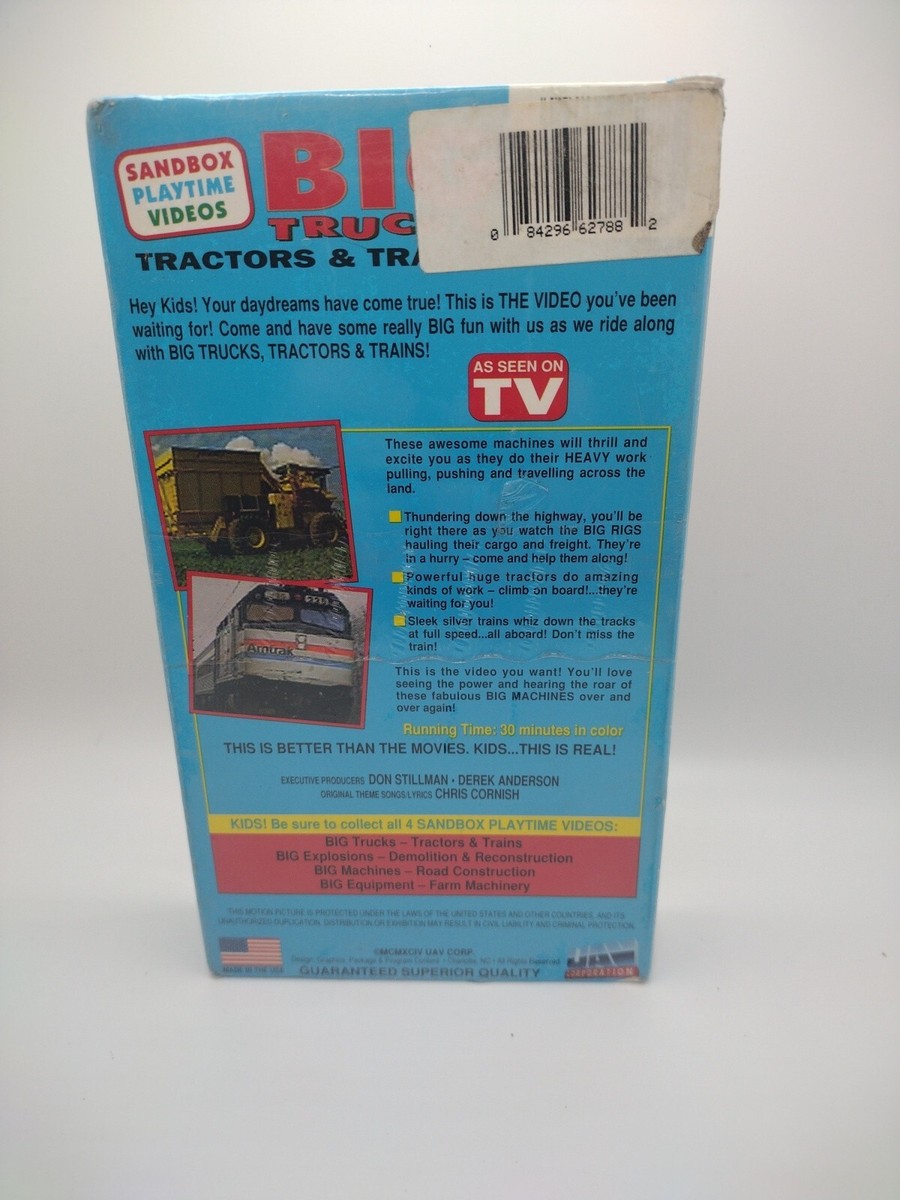 SANDBOX
PLAYTIME
VIDEOS
BI
TRUC
TRACTORS & TRA
0 84296 62788 2
Hey Kids! Your daydreams have come true! This is THE VIDEO you've been
waiting for! Come and have some really BIG fun with us as we ride along
with BIG TRUCKS, TRACTORS & TRAINS!
AS SEEN ON
TV
These awesome machines will thrill and
excite you as they do their HEAVY work
pulling, pushing and travelling across the
land.
Thundering down the highway, you'll be
right there as you watch the BIG RIGS
hauling their cargo and freight. They're
in a hurry – come and help them along!
Powerful huge tractors do amazing
kinds of work – climb on board!...they're
waiting for you!
Sleek silver trains whiz down the tracks
at full speed...all aboard! Don't miss the
train!
Amtrak
This is the video you want! You'll love
seeing the power and hearing the roar of
these fabulous BIG MACHINES over and
over again!
Running Time: 30 minutes in color
THIS IS BETTER THAN THE MOVIES. KIDS...THIS IS REAL!
EXECUTIVE PRODUCERS DON STILLMAN • DEREK ANDERSON
ORIGINAL THEME SONGS/LYRICS CHRIS CORNISH
KIDS! Be sure to collect all 4 SANDBOX PLAYTIME VIDEOS:
BIG Trucks – Tractors & Trains
BIG Explosions – Demolition & Reconstruction
BIG Machines – Road Construction
BIG Equipment – Farm Machinery
THIS MOTION PICTURE IS PROTECTED UNDER THE LAWS OF THE UNITED STATES AND OTHER COUNTRIES, AND ITS
UNAUTHORIZED DUPLICATION, DISTRIBUTION OR EXHIBITION MAY RESULT IN CIVIL LIABILITY AND CRIMINAL PROTECTION.
©MCMXCIV UAV CORP.
Design Graphics, Package & Program Content • Charlotte, NC • All Rights Reserved
MADE IN THE USA
GUARANTEED SUPERIOR QUALITY
UAV
CORPORATION